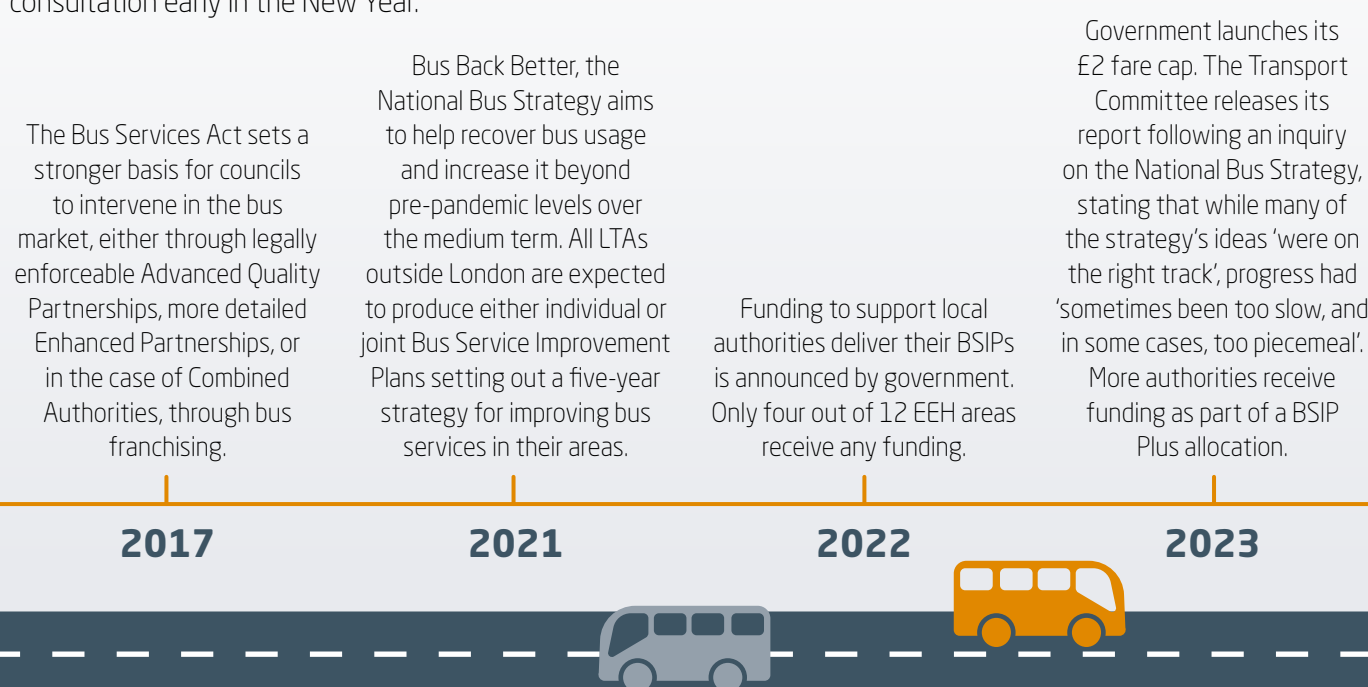 consultation early in the New Year.
The Bus Services Act sets a
stronger basis for councils
to intervene in the bus
market, either through legally
enforceable Advanced Quality
Partnerships, more detailed
Enhanced Partnerships, or
in the case of Combined
Authorities, through bus
franchising.
2017
Bus Back Better, the
National Bus Strategy aims
to help recover bus usage
and increase it beyond
pre-pandemic levels over
the medium term. All LTAs
outside London are expected
to produce either individual or
joint Bus Service Improvement
Plans setting out a five-year
strategy for improving bus
services in their areas.
2021
Funding to support local
authorities deliver their BSIPs
is announced by government.
Only four out of 12 EEH areas
receive any funding.
2022
Government launches its
£2 fare cap. The Transport
Committee releases its
report following an inquiry
on the National Bus Strategy,
stating that while many of
the strategy's ideas 'were on
the right track', progress had
'sometimes been too slow, and
in some cases, too piecemeal'.
More authorities receive
funding as part of a BSIP
Plus allocation.
2023